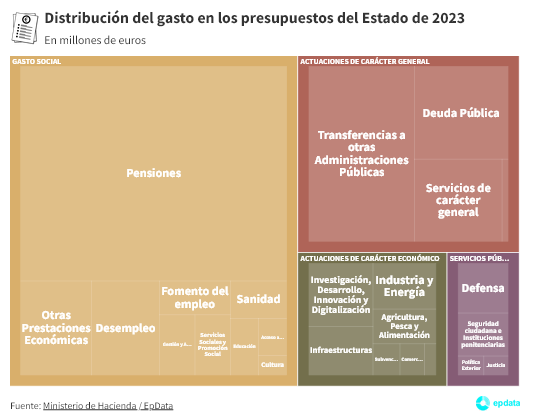 Distribución del gasto en los presupuestos del Estado de 2023
En millones de euros
GASTO SOCIAL
Pensiones
Otras
Prestaciones
Económicas
Desempleo
Fomento del
empleo
Sanidad
Servicios
Sociales y
Promoción
Social
Educación
Cultura
ACTUACIONES DE CARÁCTER GENERAL
Transferencias a
otras
Administraciones
Públicas
Deuda Pública
Servicios de
carácter
general
ACTUACIONES DE CARÁCTER ECONÓMICO
Investigación,
Desarrollo,
Innovación y
Digitalización
Industria y
Energía
Agricultura,
Pesca y
Alimentación
Infraestructuras
Subvenc...
Comerc...
SERVICIOS PÚB...
Defensa
Seguridad
ciudadana e
Instituciones
penitenciarias
Política
Exterior
Justicia
Fuente: Ministerio de Hacienda / EpData
epdata